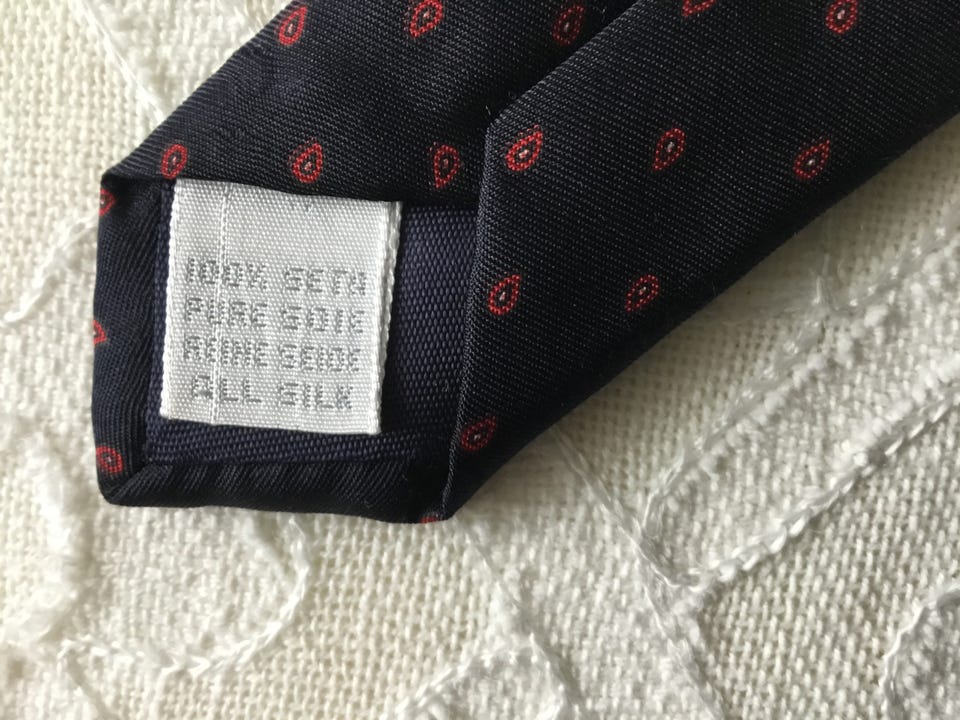 100% SETA
PURE SOIE
REINE SEIDE
ALL SILK